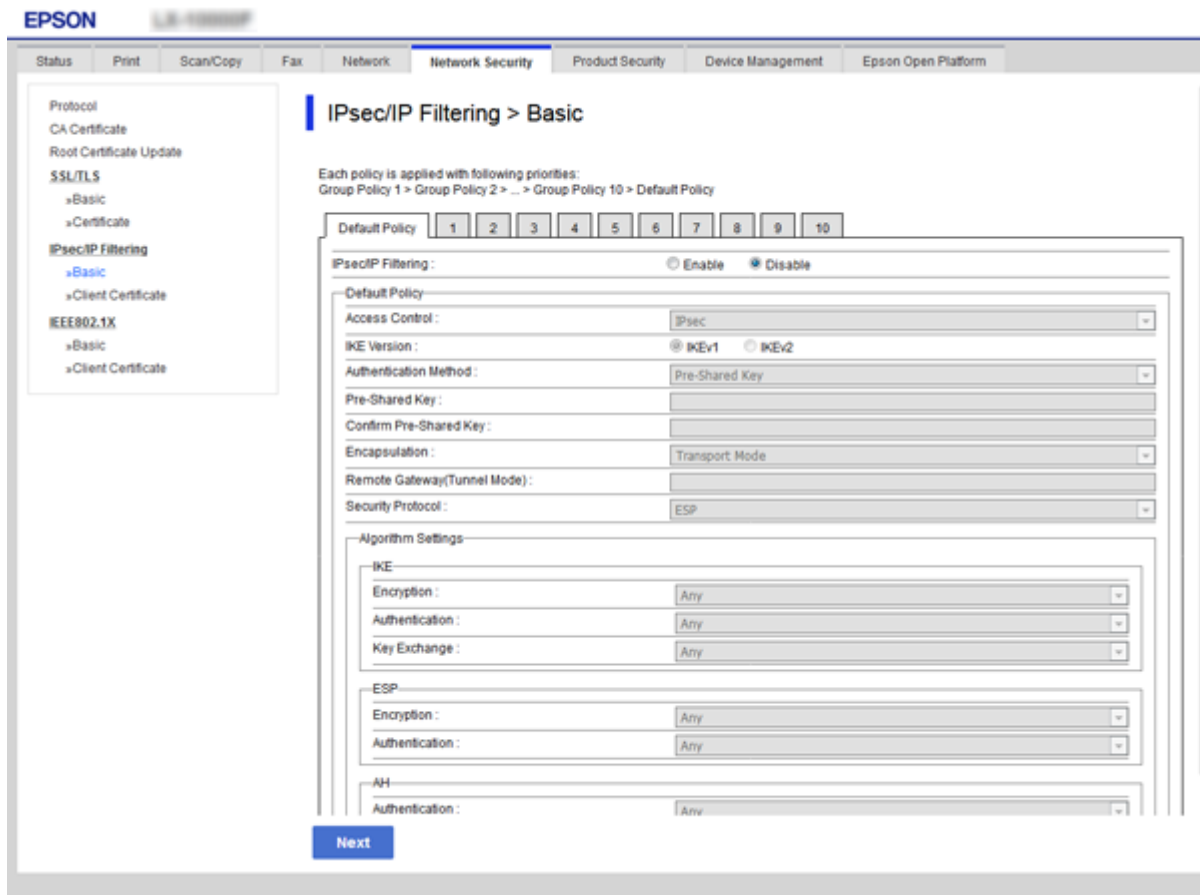 EPSON
Status Print Scan/Copy Fax Network Network Security Product Security Device Management Epson Open Platform
Protocol
CA Certificate
Root Certificate Update
SSL/TLS
»Basic
»Certificate
IPsec/IP Filtering
»Basic
»Client Certificate
IEEE802.1X
»Basic
»Client Certificate
IPsec/IP Filtering > Basic
Each policy is applied with following priorities:
Group Policy 1 > Group Policy 2 > ... > Group Policy 10 > Default Policy
Default Policy 1 2 3 4 5 6 7 8 9 10
IPsec/IP Filtering : Enable Disable
Default Policy
Access Control : IPsec
IKE Version : IKEv1 IKEv2
Authentication Method : Pre-Shared Key
Pre-Shared Key :
Confirm Pre-Shared Key :
Encapsulation : Transport Mode
Remote Gateway(Tunnel Mode) :
Security Protocol : ESP
Algorithm Settings
IKE
Encryption : Any
Authentication : Any
Key Exchange : Any
ESP
Encryption : Any
Authentication : Any
AH
Authentication : Any
Next